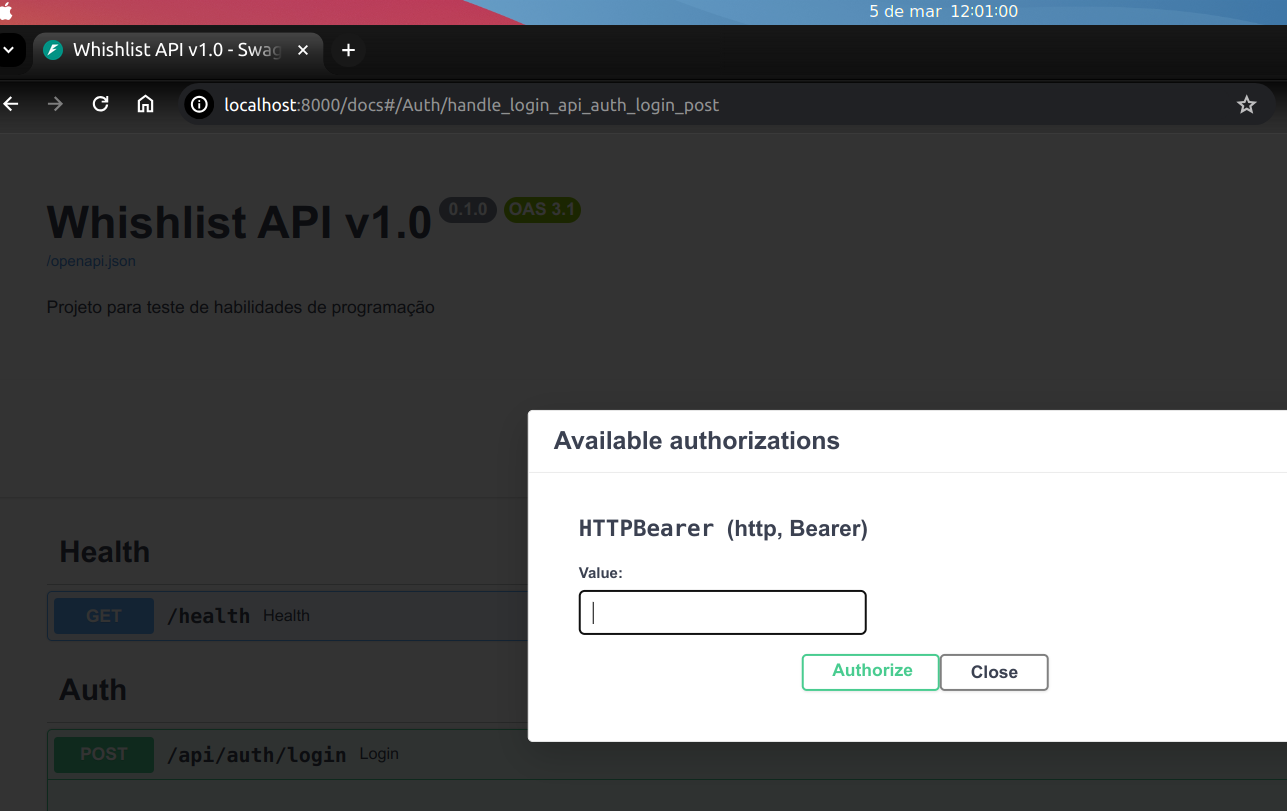 5 de mar 12:01:00
Whishlist API v1.0 - Swag
localhost:8000/docs#/Auth/handle_login_api_auth_login_post
Whishlist API v1.0 0.1.0 OAS 3.1
/openapi.json
Projeto para teste de habilidades de programação
Available authorizations
HTTPBearer (http, Bearer)
Value:
Authorize Close
Health
GET /health Health
Auth
POST /api/auth/login Login